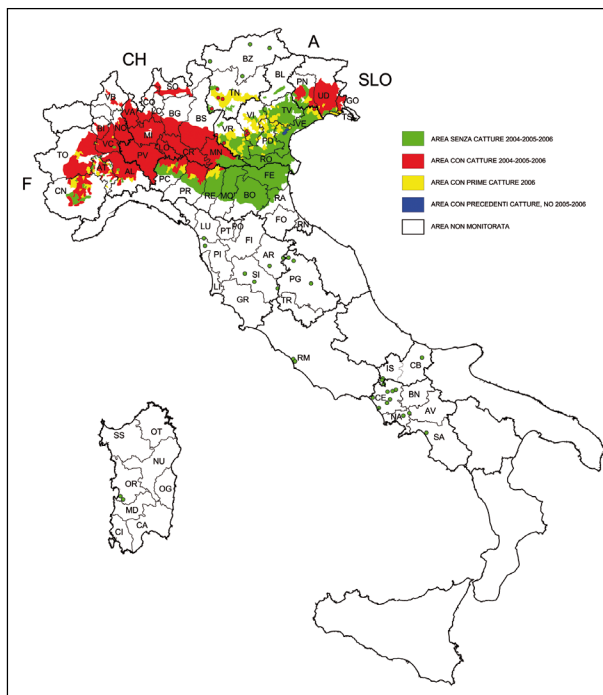 A
CH
SLO
F
BZ
BL
PN
UD
GO
TS
SO
TN
VB
CO
BG
BS
VR
VI
TV
VE
PD
RO
VA
BI
NO
MI
VC
TO
PV
LO
CR
MN
AT
AL
CN
PC
PR
RE
MO
BO
FE
RA
FO
RN
LU
PT
PO
FI
PI
AR
LI
SI
PG
GR
TR
RM
IS
CB
CE
BN
NA
AV
SA
SS
OT
NU
OR
OG
MD
CI
CA
AREA SENZA CATTURE 2004-2005-2006
AREA CON CATTURE 2004-2005-2006
AREA CON PRIME CATTURE 2006
AREA CON PRECEDENTI CATTURE, NO 2005-2006
AREA NON MONITORATA